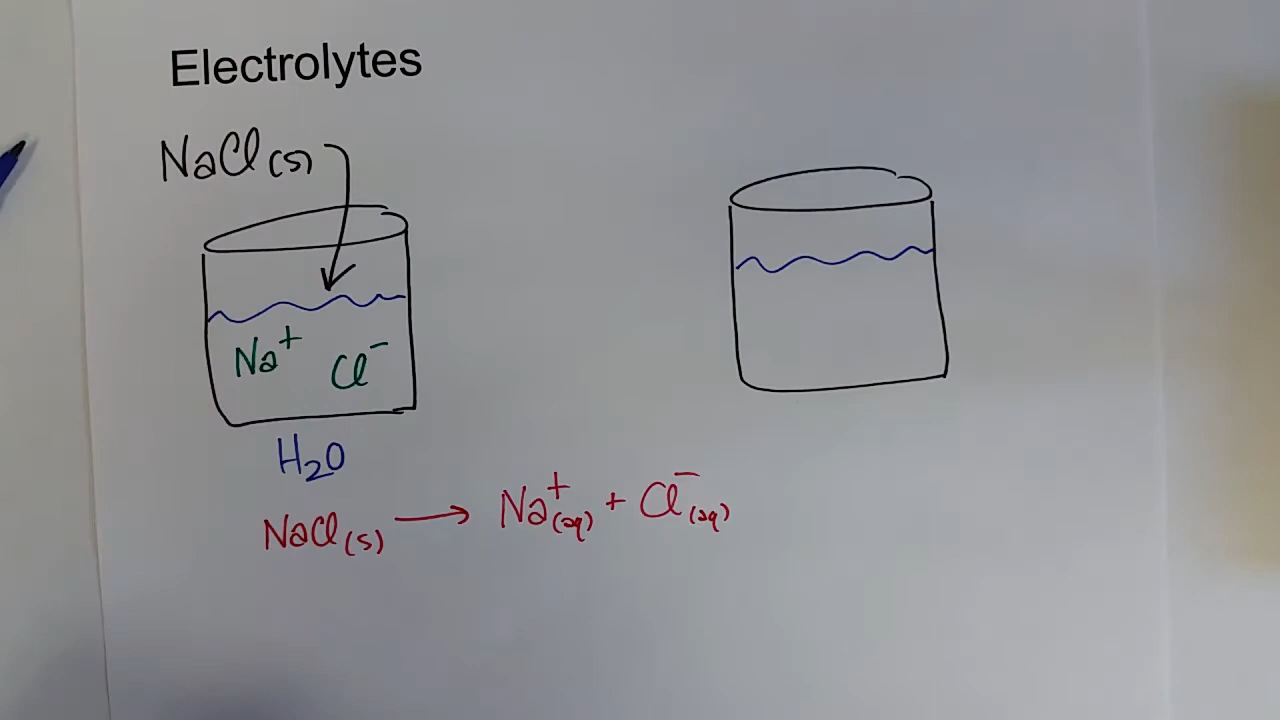 Electrolytes
NaCl(s)
Na⁺ Cl⁻
H₂O
NaCl(s) → Na⁺(aq) + Cl⁻(aq)